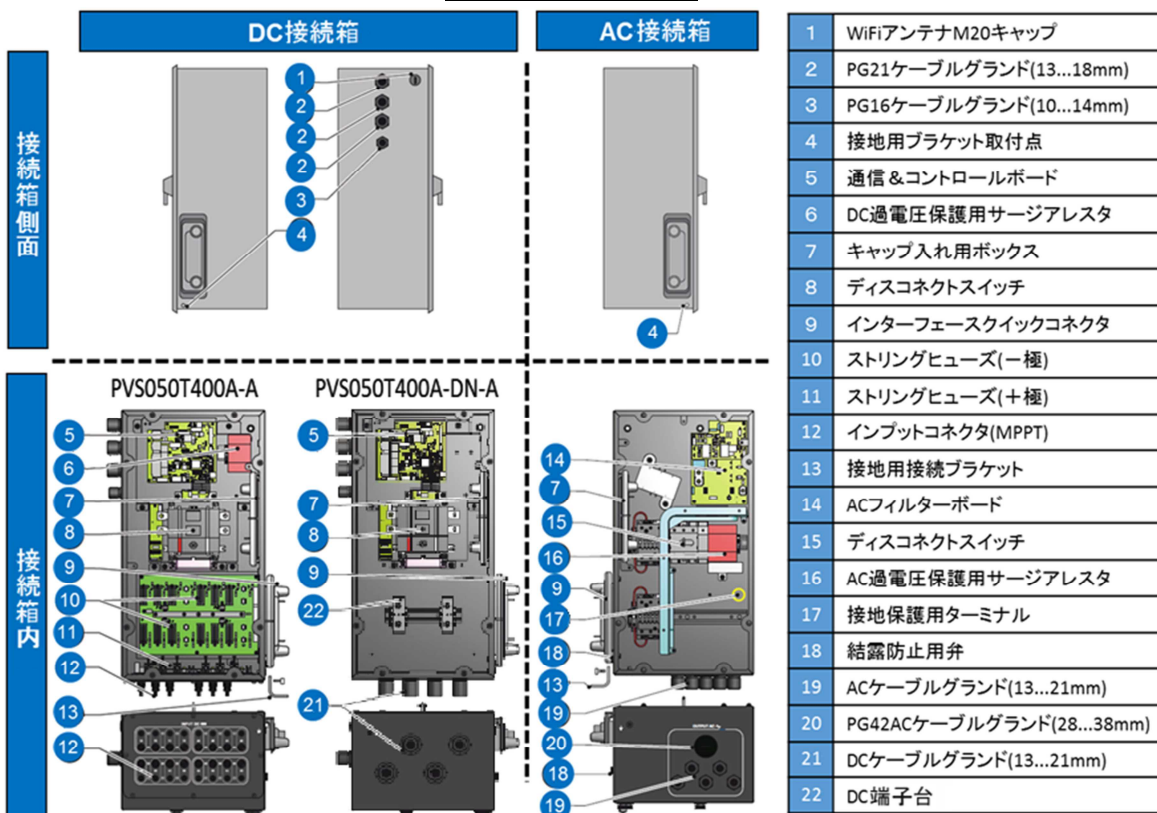 DC接続箱
AC接続箱
接続箱側面
1
2
2
2
3
4
4
接続箱内
PVS050T400A-A
PVS050T400A-DN-A
5
6
7
8
9
10
11
12
13
12
5
7
8
9
22
21
14
7
15
16
9
17
18
13
19
20
18
19
1 WiFiアンテナM20キャップ
2 PG21ケーブルグランド(13...18mm)
3 PG16ケーブルグランド(10...14mm)
4 接地用ブラケット取付点
5 通信&コントロールボード
6 DC過電圧保護用サージアレスタ
7 キャップ入れ用ボックス
8 ディスコネクトスイッチ
9 インターフェースクイックコネクタ
10 ストリングヒューズ(ー極)
11 ストリングヒューズ(+極)
12 インプットコネクタ(MPPT)
13 接地用接続ブラケット
14 ACフィルターボード
15 ディスコネクトスイッチ
16 AC過電圧保護用サージアレスタ
17 接地保護用ターミナル
18 結露防止用弁
19 ACケーブルグランド(13...21mm)
20 PG42ACケーブルグランド(28...38mm)
21 DCケーブルグランド(13...21mm)
22 DC端子台